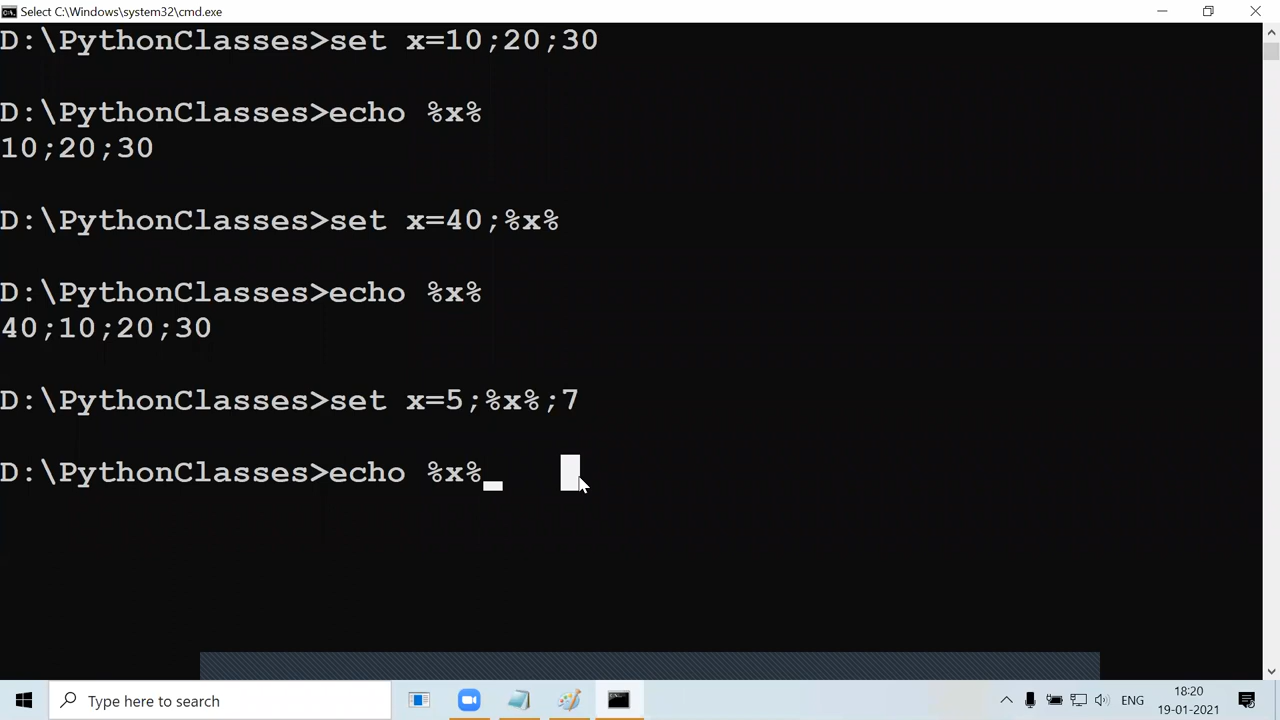 Select C:\Windows\system32\cmd.exe
D:\PythonClasses>set x=10;20;30
D:\PythonClasses>echo %x%
10;20;30
D:\PythonClasses>set x=40;%x%
D:\PythonClasses>echo %x%
40;10;20;30
D:\PythonClasses>set x=5;%x%;7
D:\PythonClasses>echo %x%
Type here to search
ENG
18:20
19-01-2021